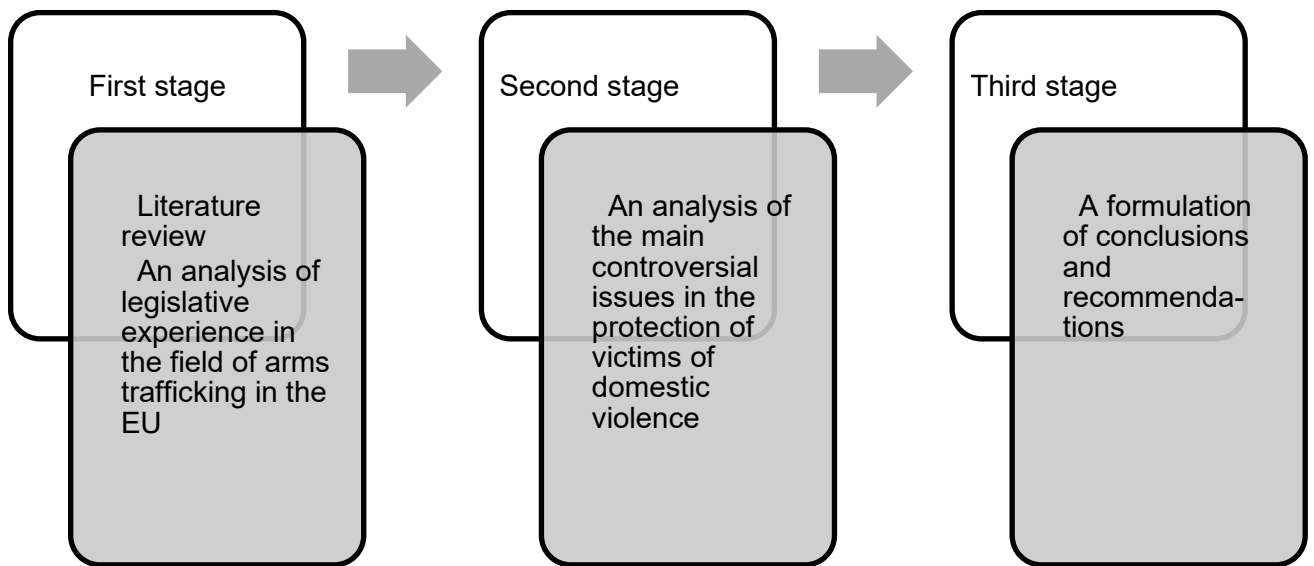 First stage
Literature
review
An analysis of
legislative
experience in
the field of arms
trafficking in the
EU
Second stage
An analysis of
the main
controversial
issues in the
protection of
victims of
domestic
violence
Third stage
A formulation
of conclusions
and
recommenda-
tions